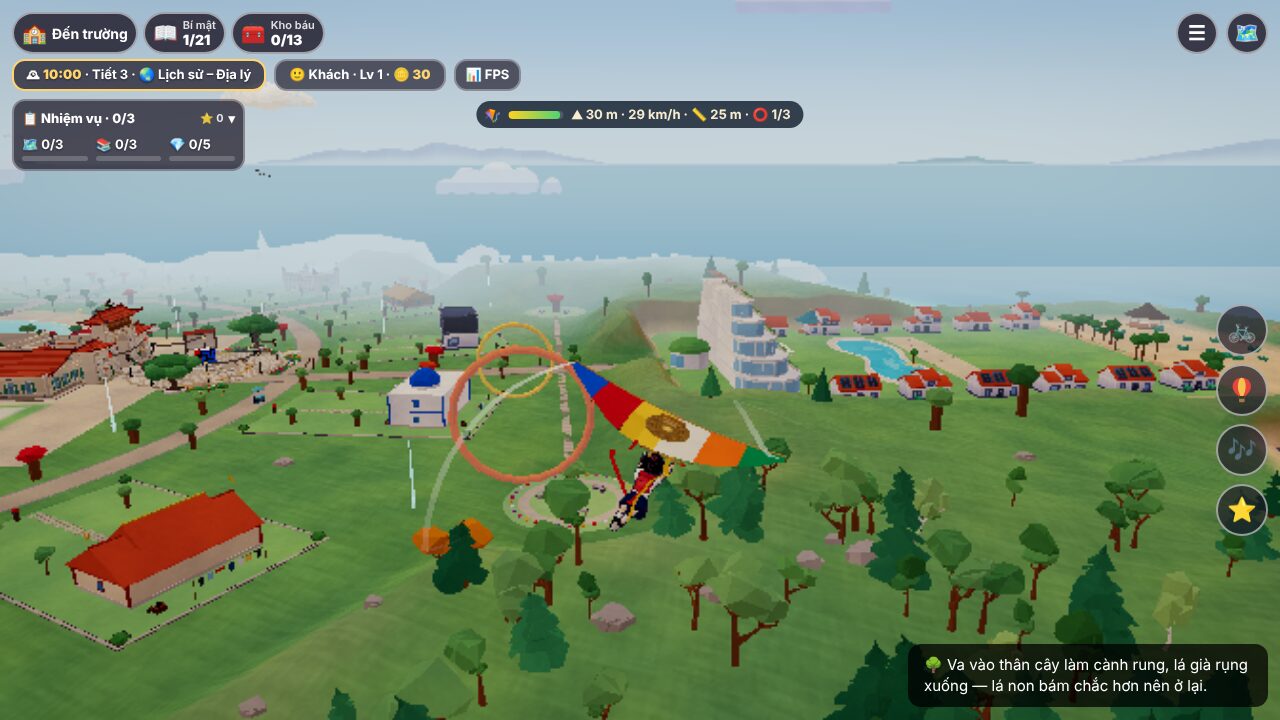 Đến trường
Bí mật
1/21
Kho báu
0/13
10:00 · Tiết 3 · Lịch sử – Địa lý
Khách · Lv 1 · 30
FPS
Nhiệm vụ · 0/3
0 ▾
0/3
0/3
0/5
▲ 30 m · 29 km/h · 25 m · 1/3
Va vào thân cây làm cành rung, lá già rụng
xuống — lá non bám chắc hơn nên ở lại.